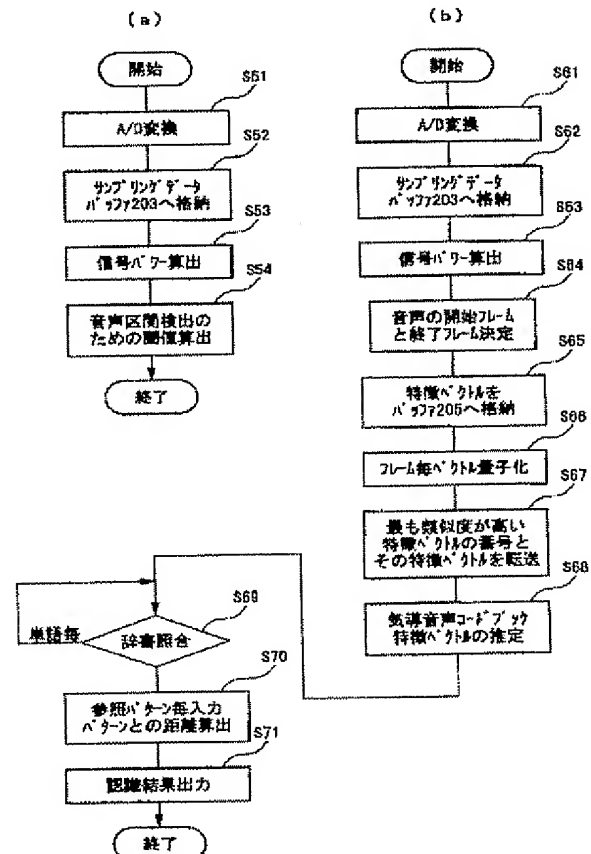 (a)
開始
S51
A/D変換
S52
サンプリングデータ
バッファ203へ格納
S53
信号パワー算出
S54
音声区間検出の
ための閾値算出
終了
(b)
開始
S61
A/D変換
S62
サンプリングデータ
バッファ203へ格納
S63
信号パワー算出
S64
音声の開始フレーム
と終了フレーム決定
S65
特徴ベクトルを
バッファ205へ格納
S66
フレーム毎ベクトル量子化
S67
最も類似度が高い
特徴ベクトルの番号と
その特徴ベクトルを転送
S68
気導音声コードブック
特徴ベクトルの推定
S69
単語毎
辞書照合
S70
参照パターン毎入力
パターンとの距離算出
S71
認識結果出力
終了